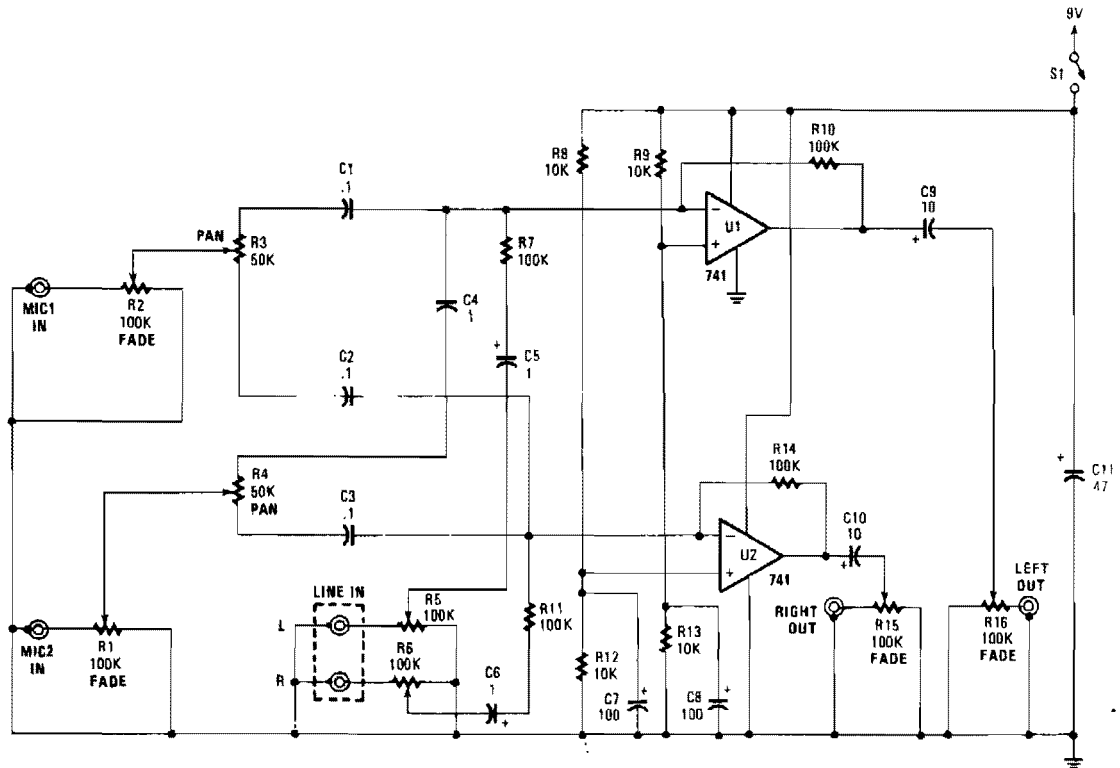 9V
S1
R8
10K
R9
10K
R10
100K
C1
.1
C9
10
+
R7
100K
−
U1
+
741
PAN
R3
50K
MIC1
IN
R2
100K
FADE
C4
1
+
C5
1
C2
.1
R14
100K
+
C11
47
R4
50K
PAN
C3
.1
−
U2
+
741
C10
10
+
LINE IN
L
R
R5
100K
R6
100K
R11
100K
C6
1
+
R13
10K
R12
10K
C7
100
+
C8
100
+
RIGHT
OUT
R15
100K
FADE
LEFT
OUT
R16
100K
FADE
MIC2
IN
R1
100K
FADE